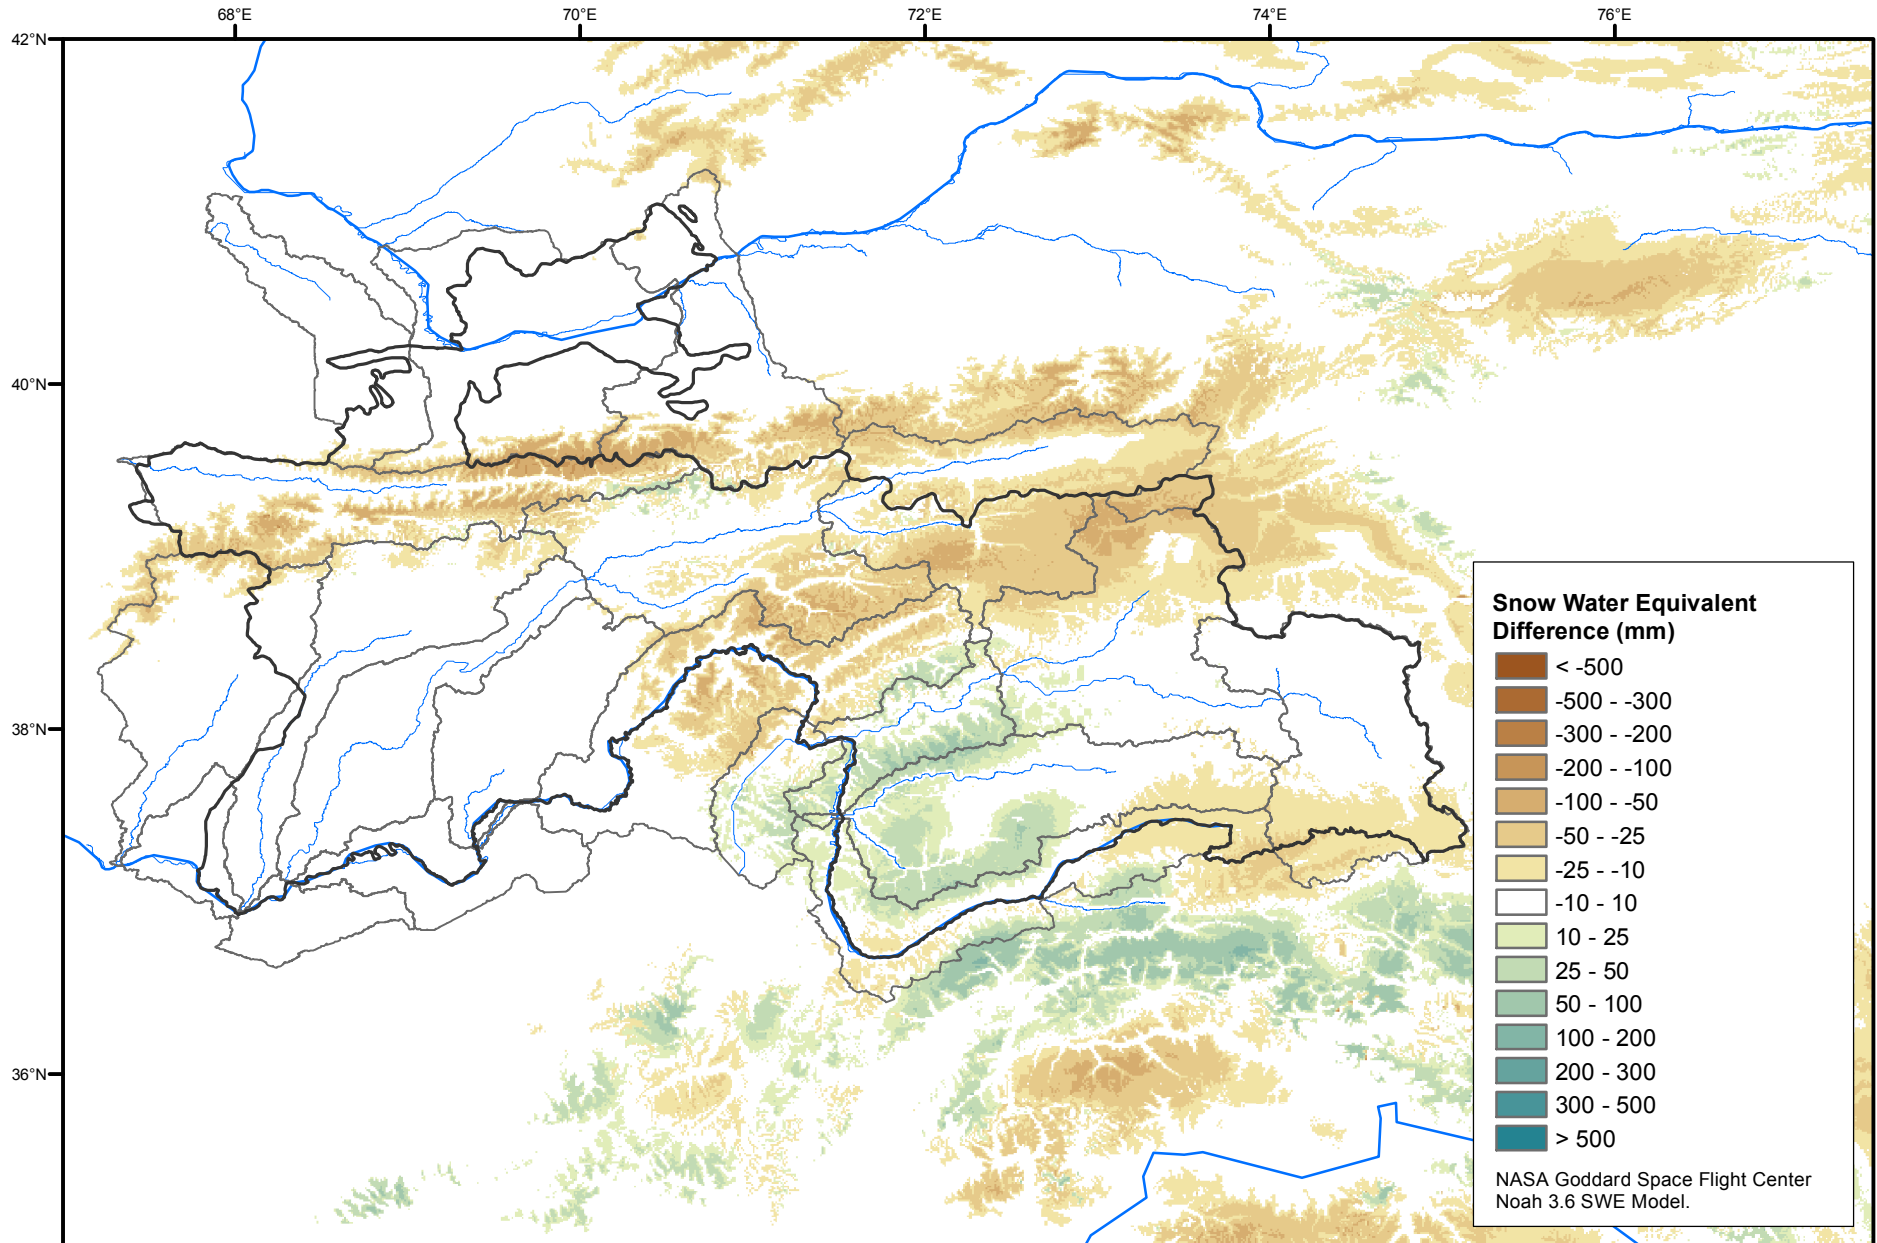 68°E
70°E
72°E
74°E
76°E
42°N
40°N
38°N
36°N
Snow Water Equivalent
Difference (mm)
< -500
-500 - -300
-300 - -200
-200 - -100
-100 - -50
-50 - -25
-25 - -10
-10 - 10
10 - 25
25 - 50
50 - 100
100 - 200
200 - 300
300 - 500
> 500
NASA Goddard Space Flight Center
Noah 3.6 SWE Model.